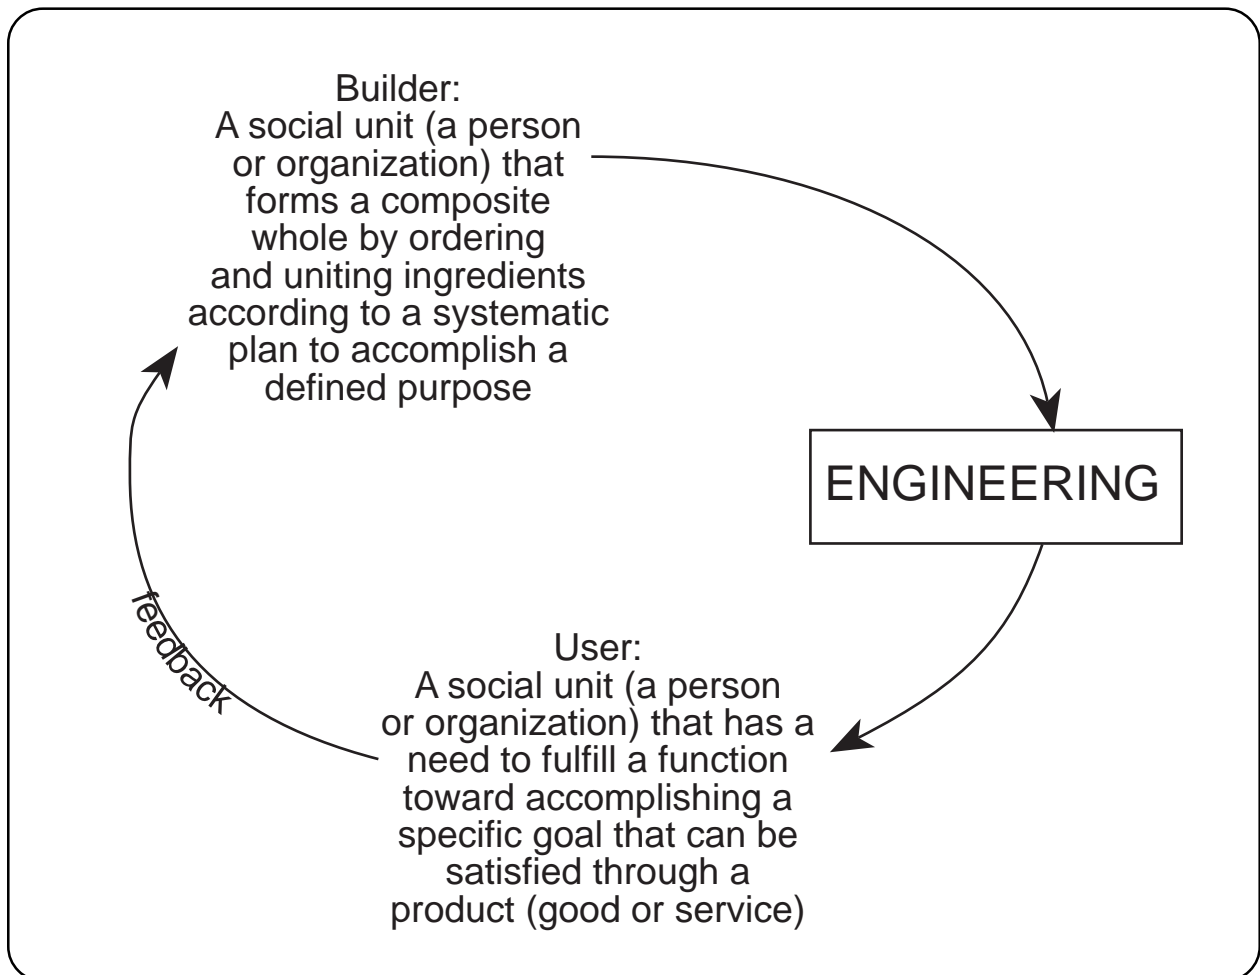 Builder:
A social unit (a person
or organization) that
forms a composite
whole by ordering
and uniting ingredients
according to a systematic
plan to accomplish a
defined purpose
ENGINEERING
User:
A social unit (a person
or organization) that has a
need to fulfill a function
toward accomplishing a
specific goal that can be
satisfied through a
product (good or service)
feedback